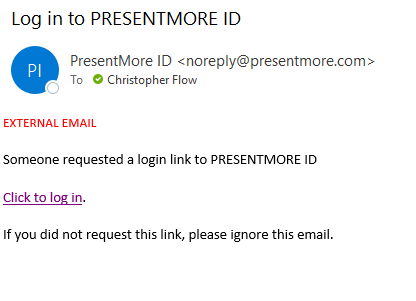 Log in to PRESENTMORE ID
PI
PresentMore ID <noreply@presentmore.com>
To Christopher Flow
EXTERNAL EMAIL
Someone requested a login link to PRESENTMORE ID
Click to log in.
If you did not request this link, please ignore this email.